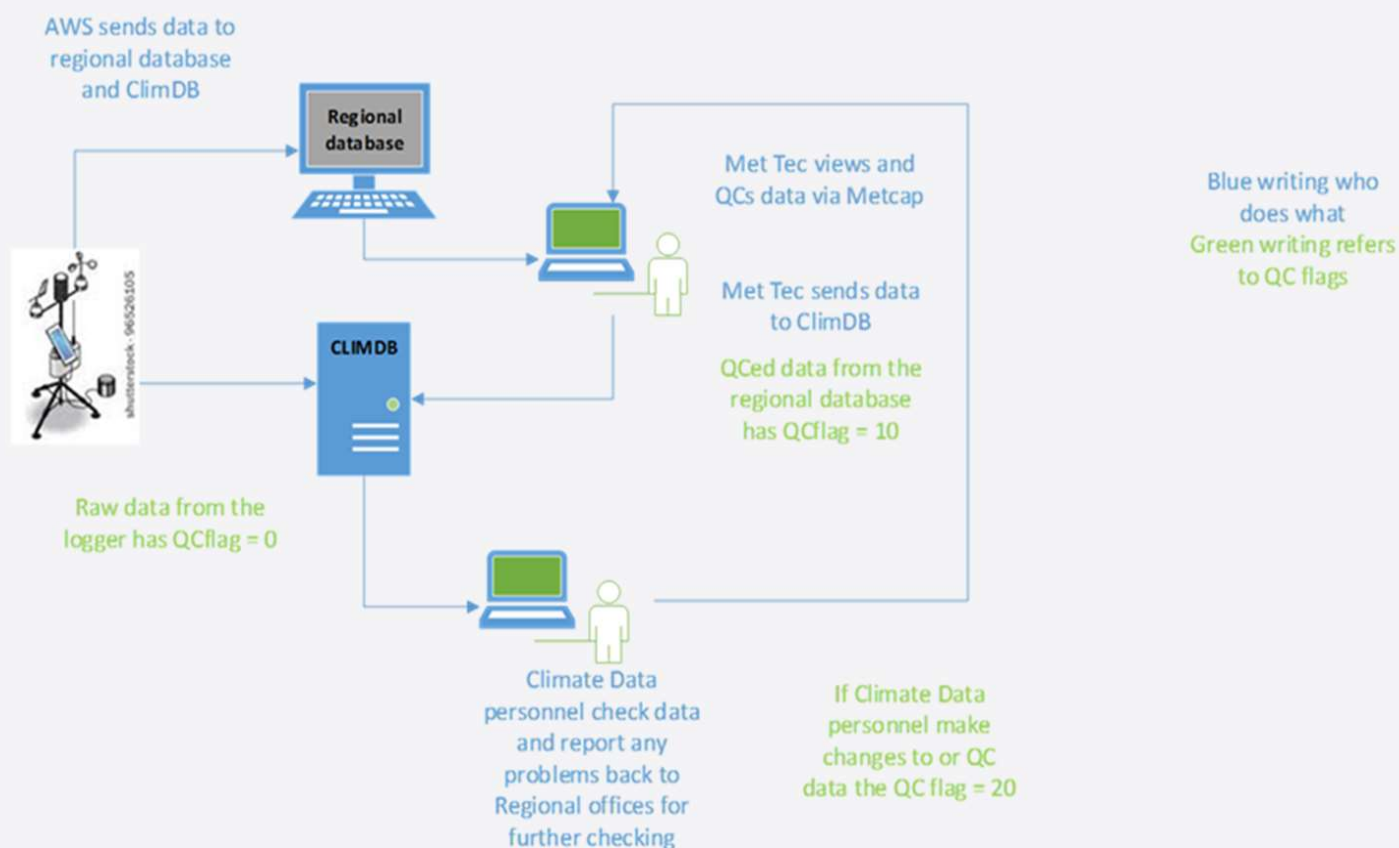 AWS sends data to
regional database
and ClimDB
Regional
database
Met Tec views and
QCs data via Metcap
Blue writing who
does what
Green writing refers
to QC flags
shutterstock · 96526105
Met Tec sends data
to ClimDB
CLIMDB
QCed data from the
regional database
has QCflag = 10
Raw data from the
logger has QCflag = 0
Climate Data
personnel check data
and report any
problems back to
Regional offices for
further checking
If Climate Data
personnel make
changes to or QC
data the QC flag = 20